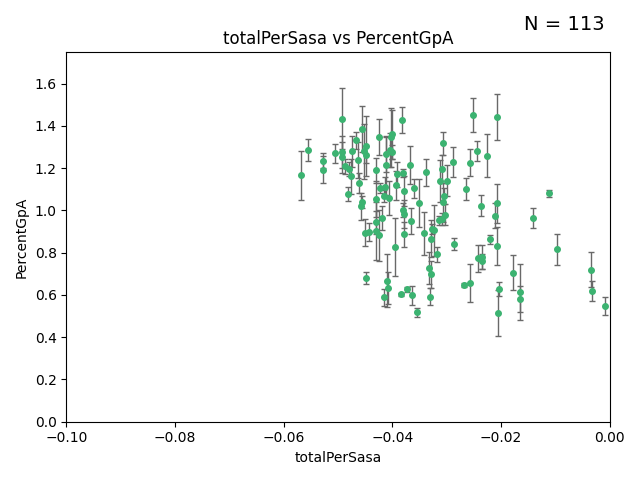 N = 113
totalPerSasa vs PercentGpA
PercentGpA
1.6
1.4
1.2
1.0
0.8
0.6
0.4
0.2
0.0
−0.10 −0.08 −0.06 −0.04 −0.02 0.00
totalPerSasa